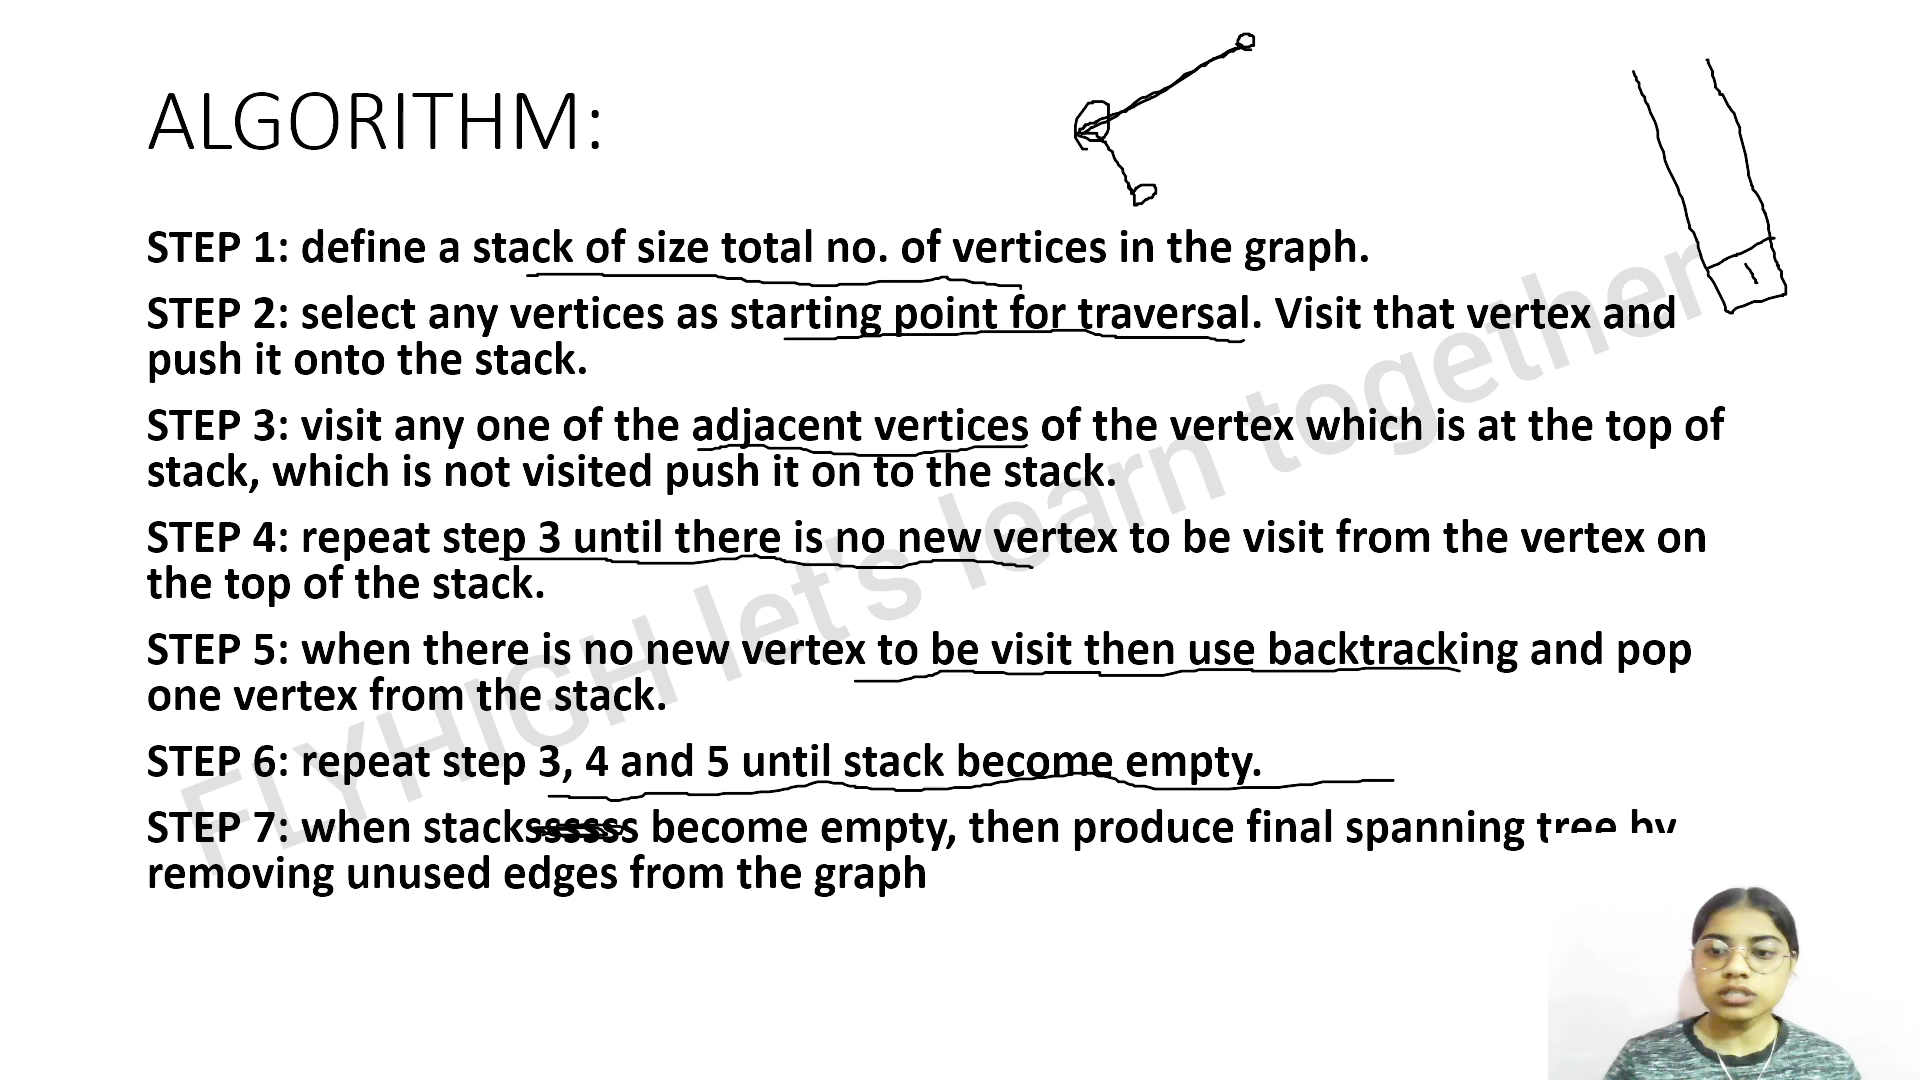 ALGORITHM:
STEP 1: define a stack of size total no. of vertices in the graph.
STEP 2: select any vertices as starting point for traversal. Visit that vertex and
push it onto the stack.
STEP 3: visit any one of the adjacent vertices of the vertex which is at the top of
stack, which is not visited push it on to the stack.
STEP 4: repeat step 3 until there is no new vertex to be visit from the vertex on
the top of the stack.
STEP 5: when there is no new vertex to be visit then use backtracking and pop
one vertex from the stack.
STEP 6: repeat step 3, 4 and 5 until stack become empty.
STEP 7: when stackssssss become empty, then produce final spanning tree by
removing unused edges from the graph
FLYHIGH let's learn together